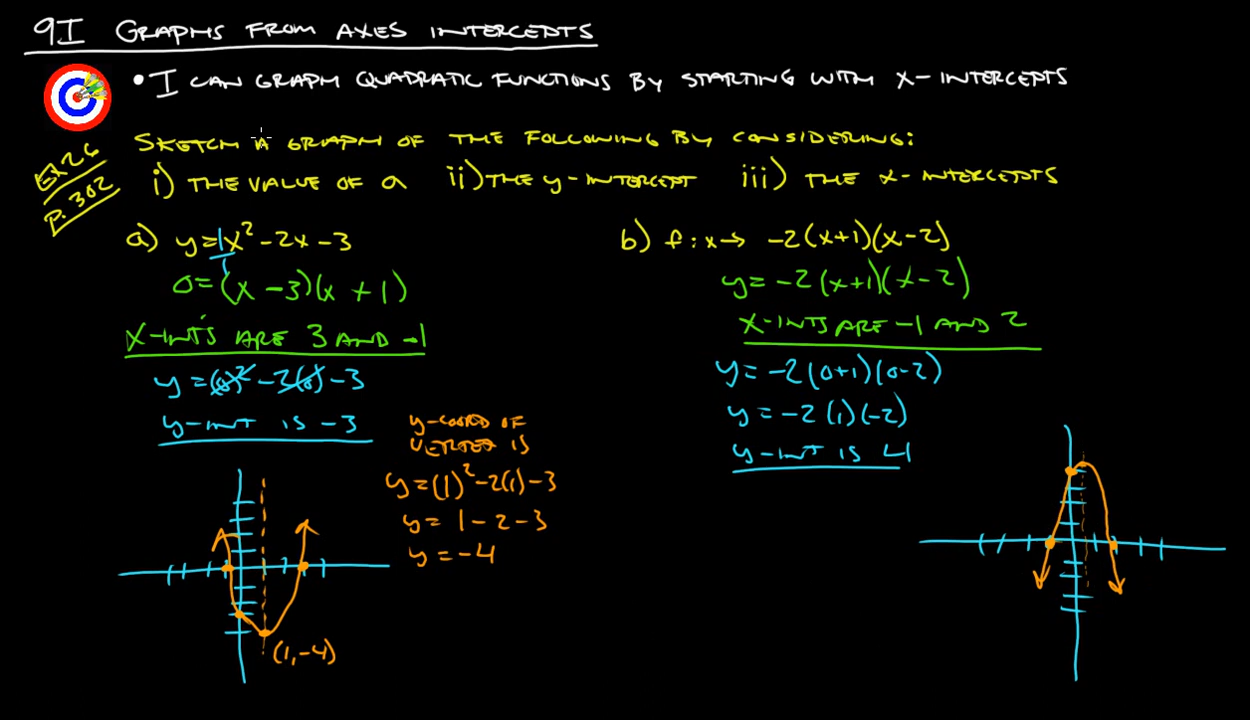 9I GRAPHS FROM AXES INTERCEPTS
• I CAN GRAPH QUADRATIC FUNCTIONS BY STARTING WITH X-INTERCEPTS
EX 26
P. 302
SKETCH A GRAPH OF THE FOLLOWING BY CONSIDERING:
i) THE VALUE OF a ii) THE y-INTERCEPT iii) THE x-INTERCEPTS
a) y=1x²-2x-3
0=(x-3)(x+1)
X-INTS ARE 3 AND -1
y=(0)²-2(0)-3
y-INT IS -3
y-COORD OF
VERTEX IS
y=(1)²-2(1)-3
y=1-2-3
y=-4
(1,-4)
b) f:x→ -2(x+1)(x-2)
y=-2(x+1)(x-2)
X-INTS ARE -1 AND 2
y=-2(0+1)(0-2)
y=-2(1)(-2)
y-INT IS 4